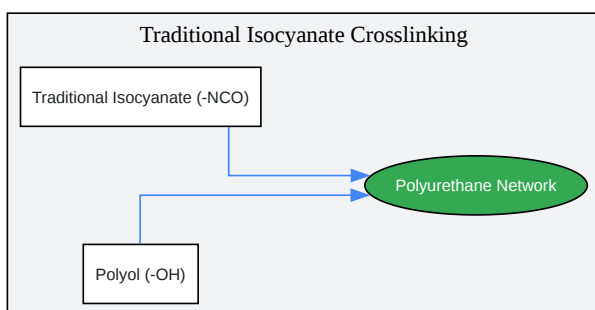 Traditional Isocyanate Crosslinking
Traditional Isocyanate (-NCO)
Polyurethane Network
Polyol (-OH)